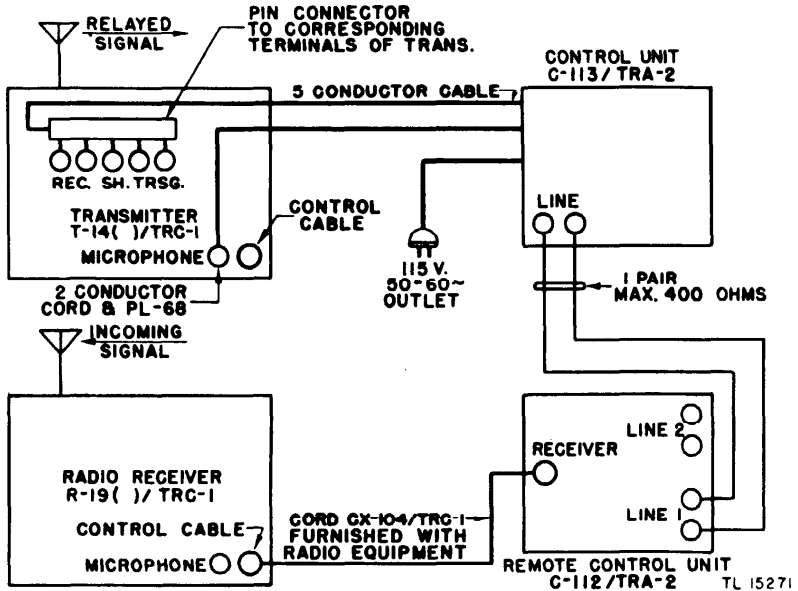 RELAYED
SIGNAL
PIN CONNECTOR
TO CORRESPONDING
TERMINALS OF TRANS.
5 CONDUCTOR CABLE
CONTROL UNIT
C-113/TRA-2
REC. SH. TRSG.
TRANSMITTER
T-14( )/TRC-1
MICROPHONE
CONTROL
CABLE
LINE
115 V.
50-60~
OUTLET
1 PAIR
MAX. 400 OHMS
2 CONDUCTOR
CORD & PL-68
INCOMING
SIGNAL
RADIO RECEIVER
R-19( )/TRC-1
CONTROL CABLE
MICROPHONE
CORD CX-104/TRC-1
FURNISHED WITH
RADIO EQUIPMENT
RECEIVER
LINE 2
LINE 1
REMOTE CONTROL UNIT
C-112/TRA-2
TL 15271